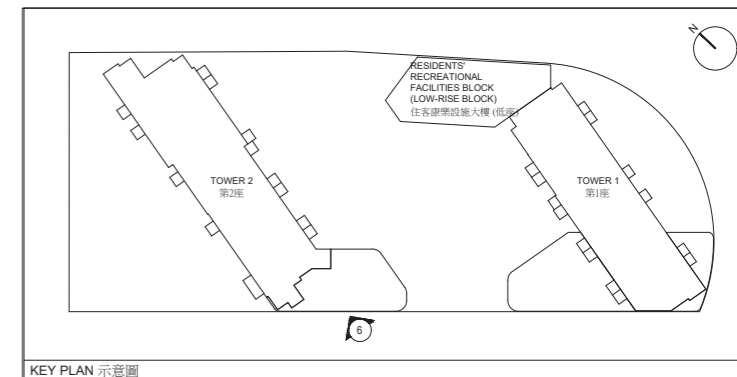 N
RESIDENTS'
RECREATIONAL
FACILITIES BLOCK
(LOW-RISE BLOCK)
住客康樂設施大樓 (低座)
TOWER 2
第2座
TOWER 1
第1座
6
KEY PLAN 示意圖